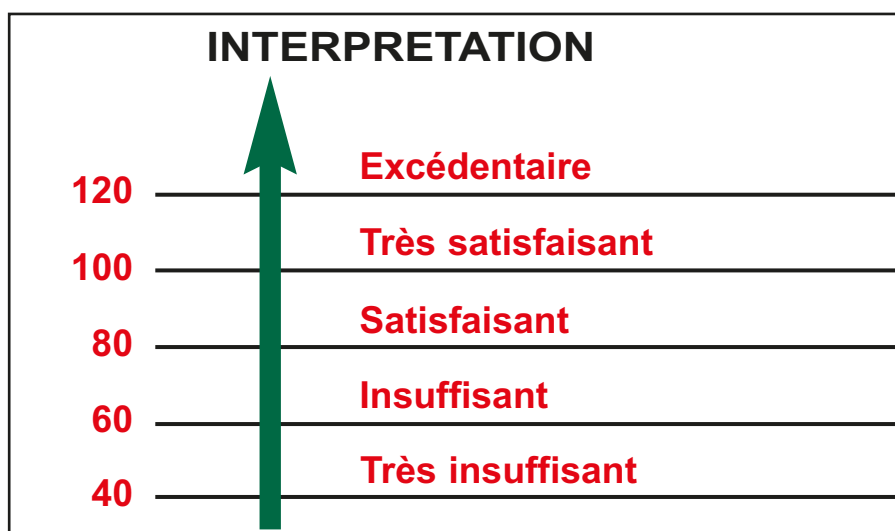 INTERPRETATION
Excédentaire
120
Très satisfaisant
100
Satisfaisant
80
Insuffisant
60
Très insuffisant
40